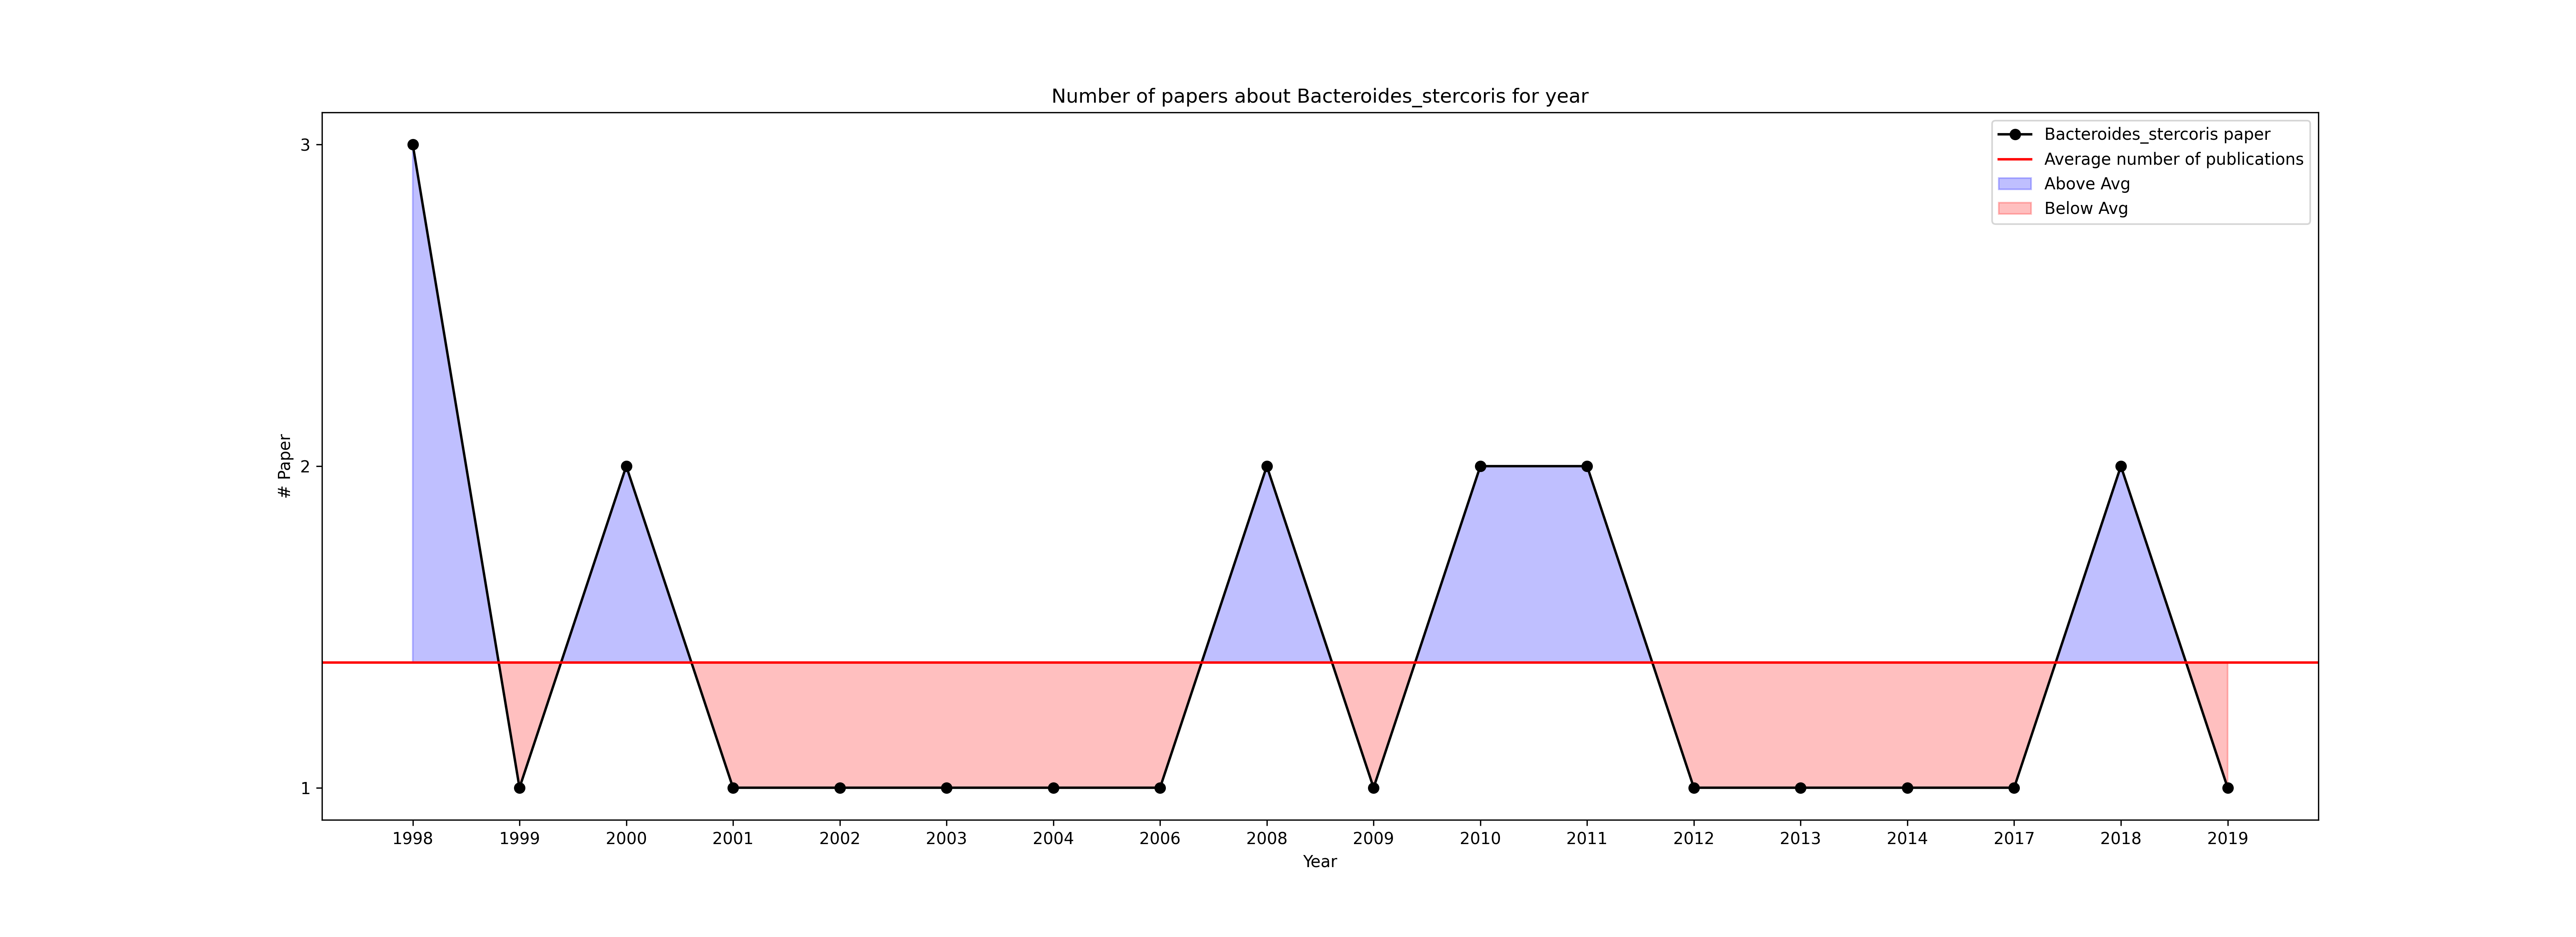 Number of papers about Bacteroides_stercoris for year
Bacteroides_stercoris paper
Average number of publications
Above Avg
Below Avg
# Paper
3
2
1
1998 1999 2000 2001 2002 2003 2004 2006 2008 2009 2010 2011 2012 2013 2014 2017 2018 2019
Year